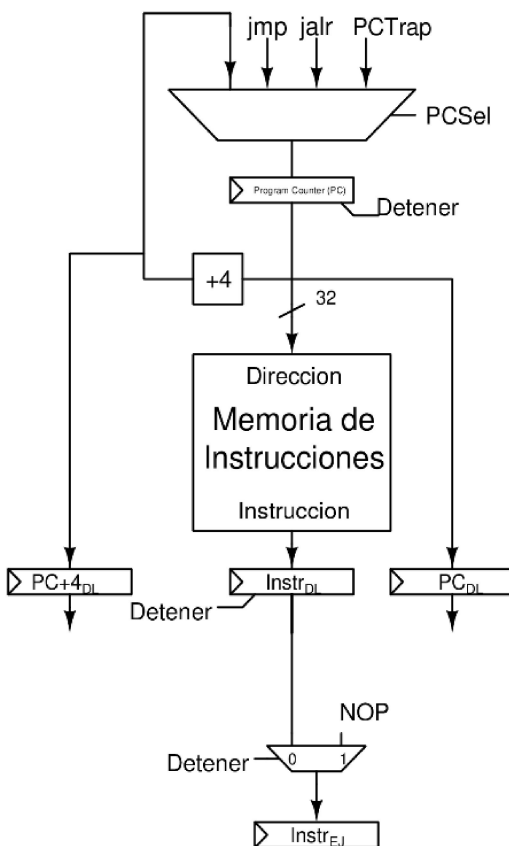 jmp jalr PCTrap
PCSel
Program Counter (PC)
Detener
+4
32
Direccion
Memoria de
Instrucciones
Instruccion
PC+4DL
InstrDL
PCDL
Detener
NOP
Detener
0 1
InstrEJ